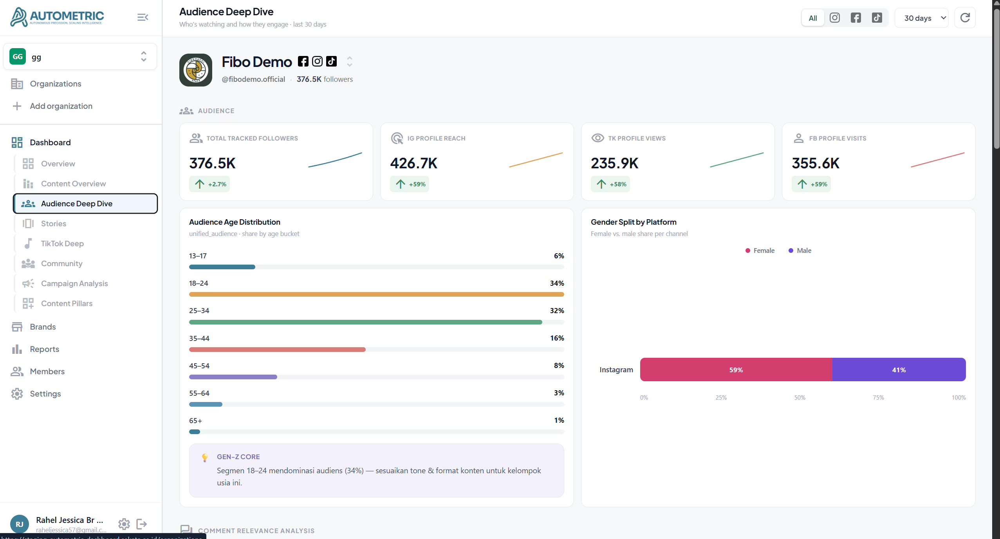 AUTOMETRIC
AUTONOMOUS PRECISSION. SCALING INTELLIGENCE.
GG
gg
Organizations
Add organization
Dashboard
Overview
Content Overview
Audience Deep Dive
Stories
TikTok Deep
Community
Campaign Analysis
Content Pillars
Brands
Reports
Members
Settings
RJ
Rahel Jessica Br ...
raheljessica57@gmail.c...
Audience Deep Dive
Who's watching and how they engage · last 30 days
All
30 days
Fibo Demo
@fibodemo.official · 376.5K followers
AUDIENCE
TOTAL TRACKED FOLLOWERS
376.5K
+2.7%
IG PROFILE REACH
426.7K
+59%
TK PROFILE VIEWS
235.9K
+58%
FB PROFILE VISITS
355.6K
+59%
Audience Age Distribution
unified_audience · share by age bucket
13–17 6%
18–24 34%
25–34 32%
35–44 16%
45–54 8%
55–64 3%
65+ 1%
GEN-Z CORE
Segmen 18–24 mendominasi audiens (34%) — sesuaikan tone & format konten untuk kelompok
usia ini.
Gender Split by Platform
Female vs. male share per channel
Female Male
Instagram 59% 41%
0% 25% 50% 75% 100%
COMMENT RELEVANCE ANALYSIS